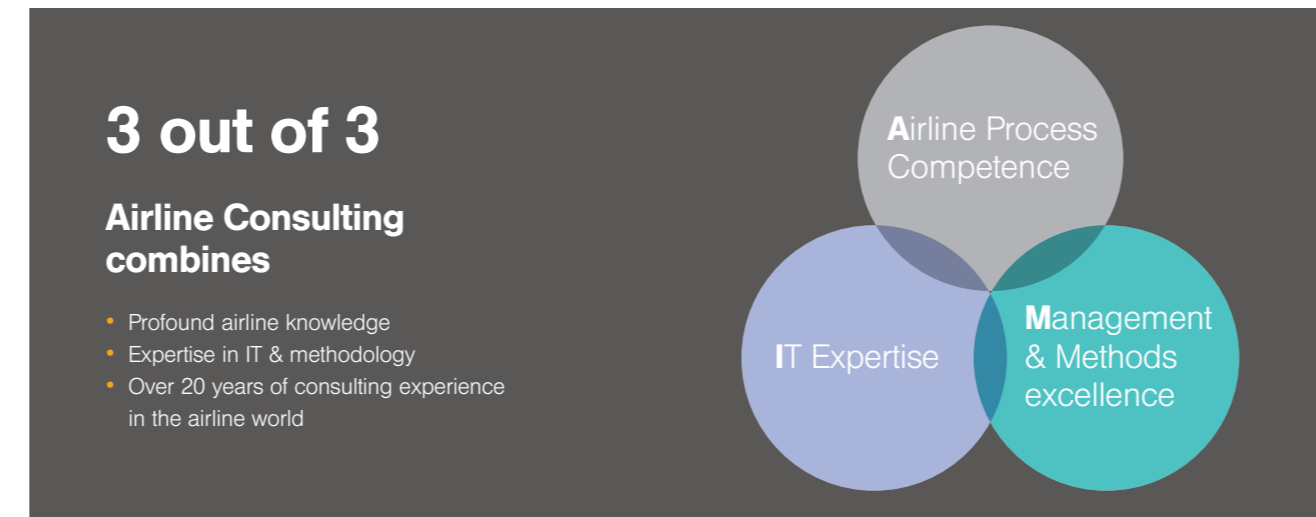 3 out of 3
Airline Consulting
combines
• Profound airline knowledge
• Expertise in IT & methodology
• Over 20 years of consulting experience
in the airline world
Airline Process
Competence
IT Expertise
Management
& Methods
excellence